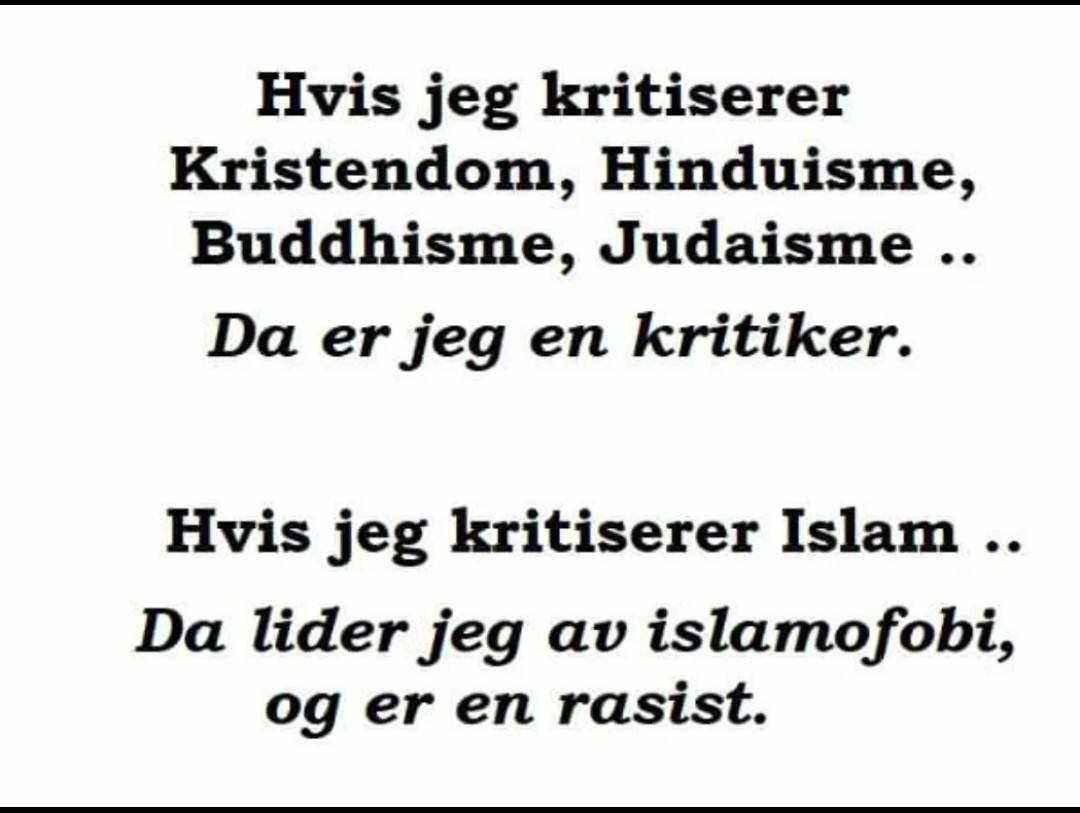 Hvis jeg kritiserer
Kristendom, Hinduisme,
Buddhisme, Judaisme ..
Da er jeg en kritiker.
Hvis jeg kritiserer Islam ..
Da lider jeg av islamofobi,
og er en rasist.